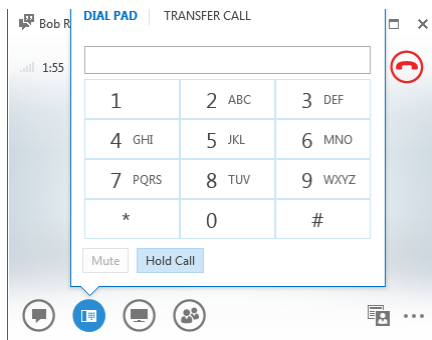 Bob R
DIAL PAD TRANSFER CALL
1:55
1 2 ABC 3 DEF
4 GHI 5 JKL 6 MNO
7 PQRS 8 TUV 9 WXYZ
* 0 #
Mute Hold Call